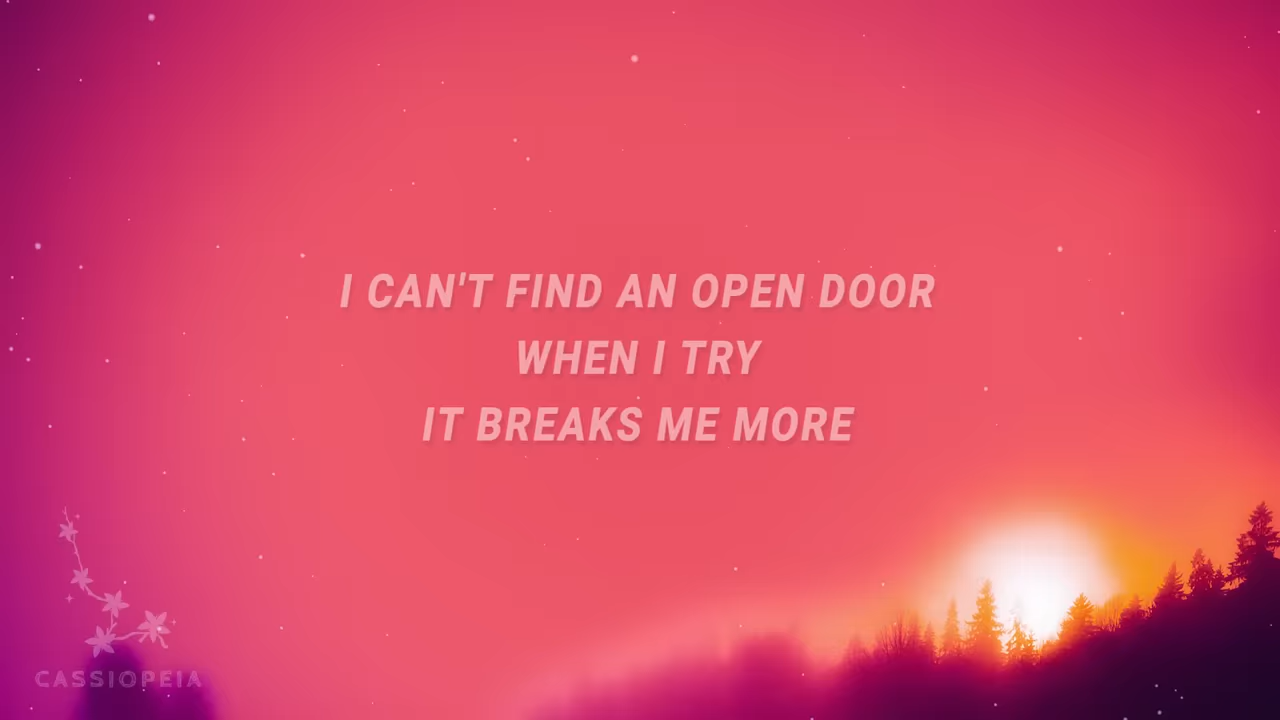 I CAN'T FIND AN OPEN DOOR
WHEN I TRY
IT BREAKS ME MORE
CASSIOPEIA